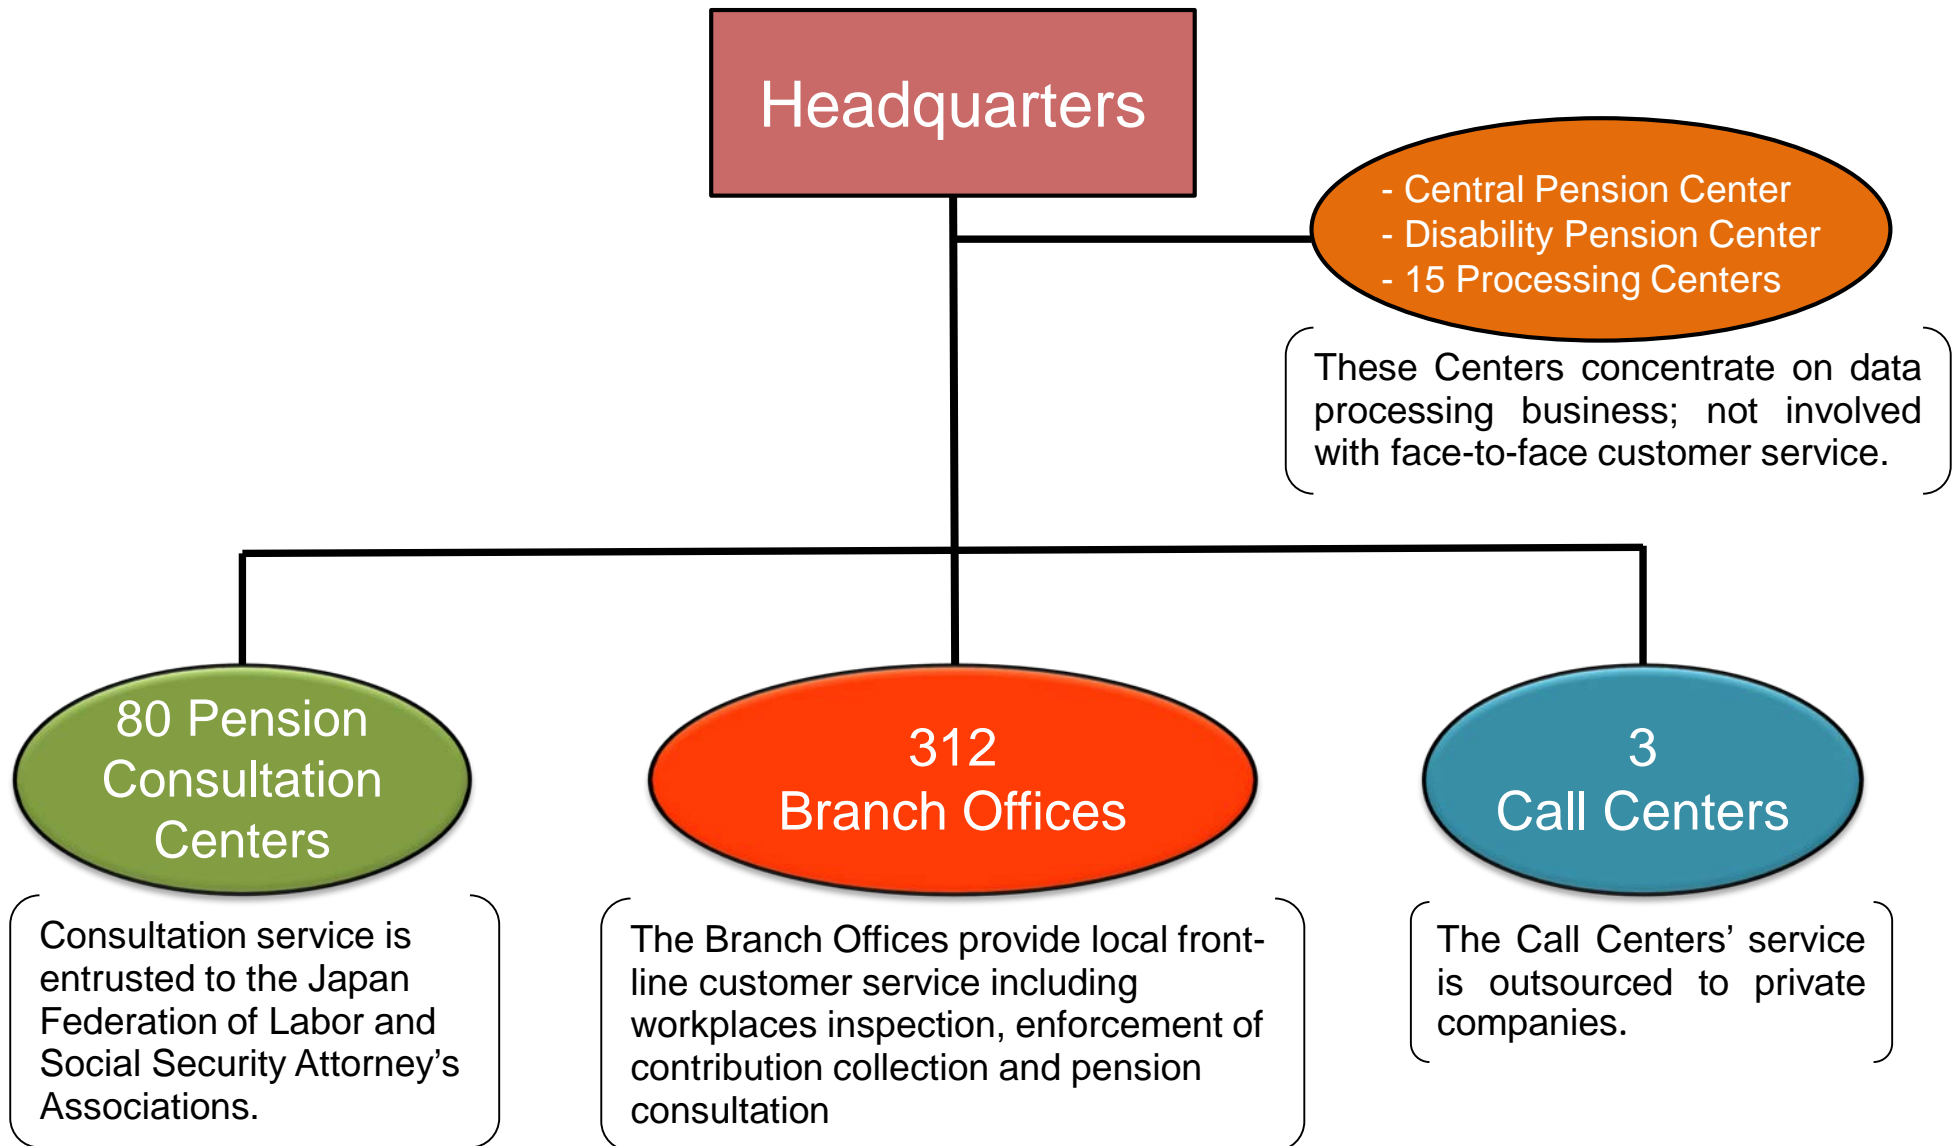 Headquarters
- Central Pension Center
- Disability Pension Center
- 15 Processing Centers
These Centers concentrate on data
processing business; not involved
with face-to-face customer service.
80 Pension
Consultation
Centers
312
Branch Offices
3
Call Centers
Consultation service is
entrusted to the Japan
Federation of Labor and
Social Security Attorney’s
Associations.
The Branch Offices provide local front-
line customer service including
workplaces inspection, enforcement of
contribution collection and pension
consultation
The Call Centers’ service
is outsourced to private
companies.